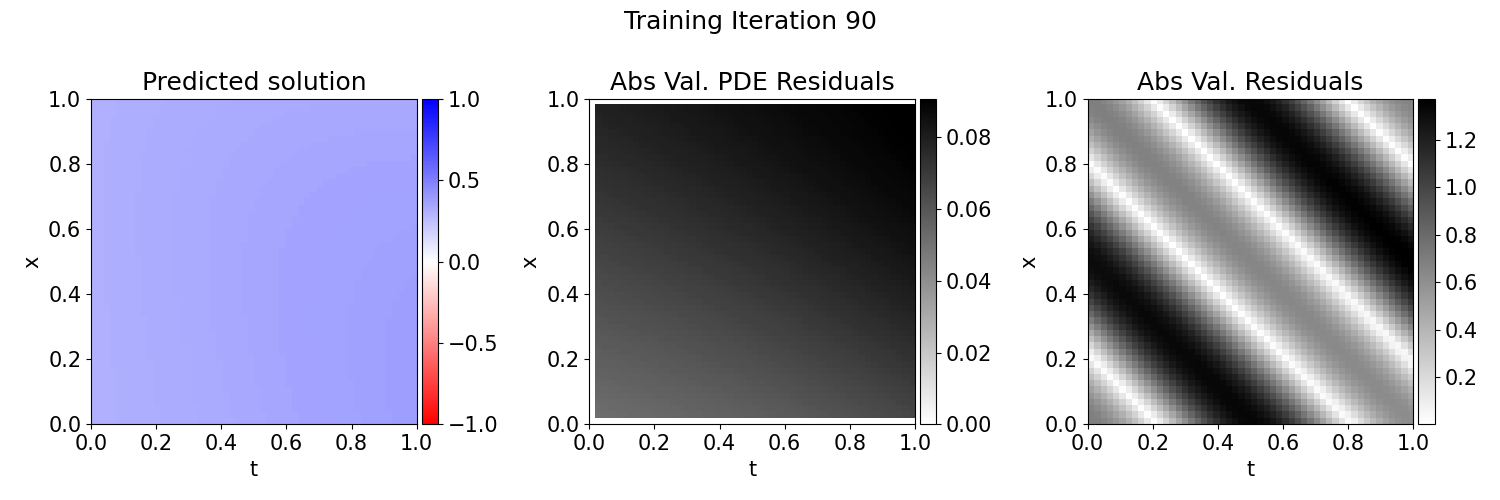 Training Iteration 90
Predicted solution
1.0
0.8
0.6
0.4
0.2
0.0
x
0.0 0.2 0.4 0.6 0.8 1.0
t
1.0
0.5
0.0
−0.5
−1.0
Abs Val. PDE Residuals
1.0
0.8
0.6
0.4
0.2
0.0
x
0.0 0.2 0.4 0.6 0.8 1.0
t
0.08
0.06
0.04
0.02
0.00
Abs Val. Residuals
1.0
0.8
0.6
0.4
0.2
0.0
x
0.0 0.2 0.4 0.6 0.8 1.0
t
1.2
1.0
0.8
0.6
0.4
0.2